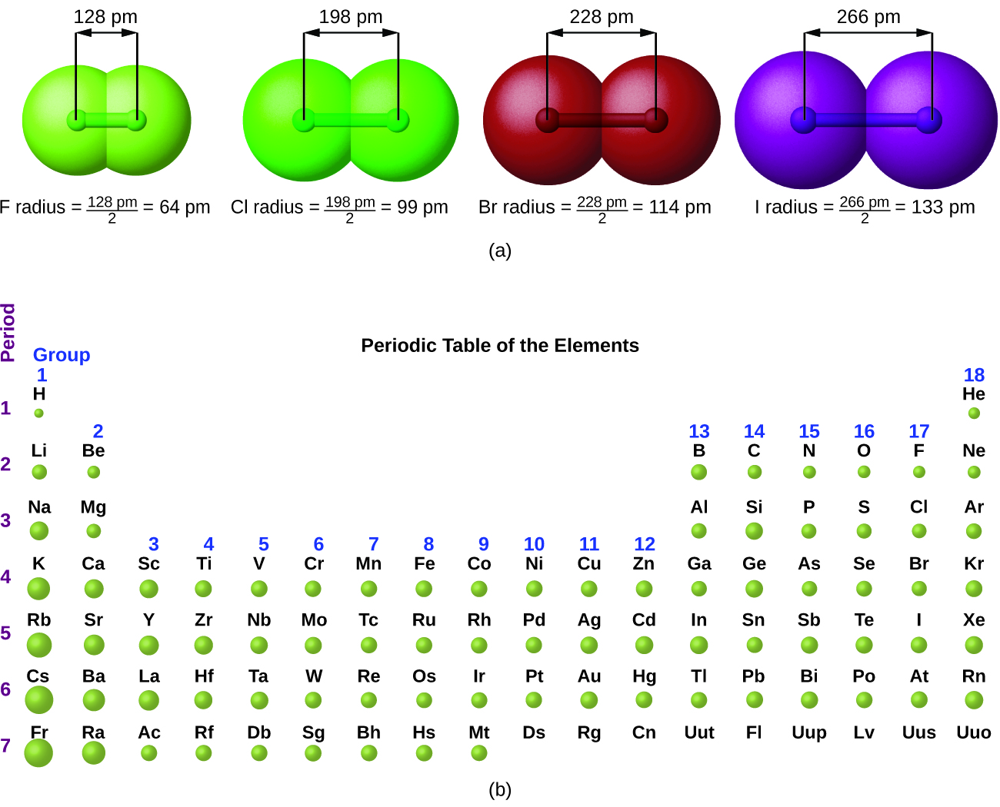 128 pm 198 pm 228 pm 266 pm
F radius = 128 pm / 2 = 64 pm Cl radius = 198 pm / 2 = 99 pm Br radius = 228 pm / 2 = 114 pm I radius = 266 pm / 2 = 133 pm
(a)
Period
Periodic Table of the Elements
Group
1 18
H He
1
2 13 14 15 16 17
Li Be B C N O F Ne
2
Na Mg Al Si P S Cl Ar
3
3 4 5 6 7 8 9 10 11 12
K Ca Sc Ti V Cr Mn Fe Co Ni Cu Zn Ga Ge As Se Br Kr
4
Rb Sr Y Zr Nb Mo Tc Ru Rh Pd Ag Cd In Sn Sb Te I Xe
5
Cs Ba La Hf Ta W Re Os Ir Pt Au Hg Tl Pb Bi Po At Rn
6
Fr Ra Ac Rf Db Sg Bh Hs Mt Ds Rg Cn Uut Fl Uup Lv Uus Uuo
7
(b)